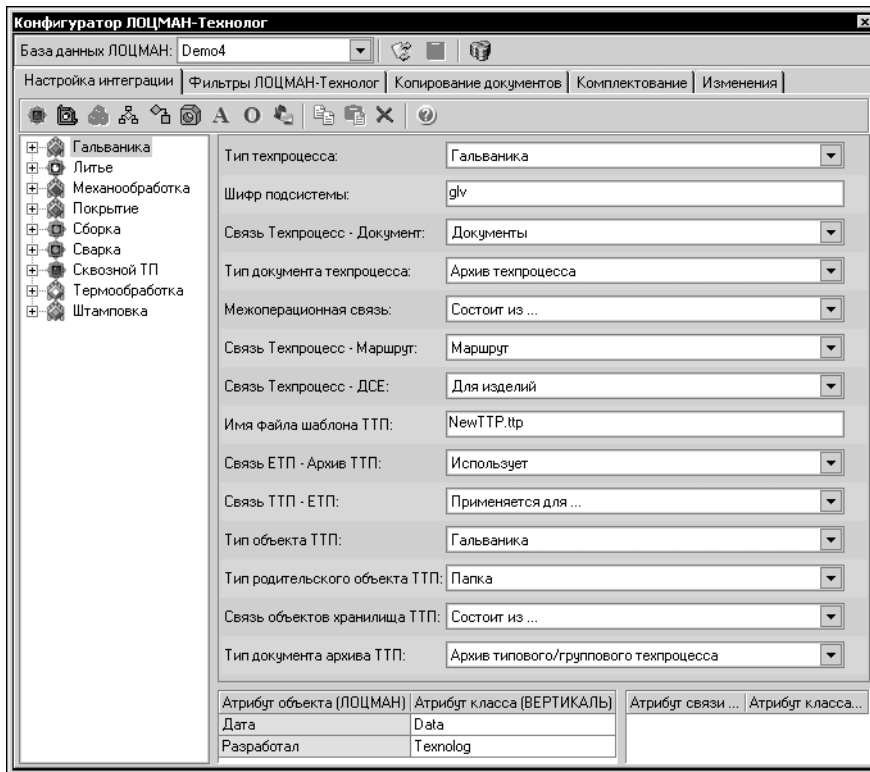 Конфигуратор ЛОЦМАН-Технолог
База данных ЛОЦМАН: Demo4
Настройка интеграции Фильтры ЛОЦМАН-Технолог Копирование документов Комплектование Изменения
Гальваника
Литье
Механообработка
Покрытие
Сборка
Сварка
Сквозной ТП
Термообработка
Штамповка
Тип техпроцесса: Гальваника
Шифр подсистемы: glv
Связь Техпроцесс - Документ: Документы
Тип документа техпроцесса: Архив техпроцесса
Межоперационная связь: Состоит из ...
Связь Техпроцесс - Маршрут: Маршрут
Связь Техпроцесс - ДСЕ: Для изделий
Имя файла шаблона ТТП: NewTTP.ttp
Связь ЕТП - Архив ТТП: Использует
Связь ТТП - ЕТП: Применяется для ...
Тип объекта ТТП: Гальваника
Тип родительского объекта ТТП: Папка
Связь объектов хранилища ТТП: Состоит из ...
Тип документа архива ТТП: Архив типового/группового техпроцесса
Атрибут объекта (ЛОЦМАН) Атрибут класса (ВЕРТИКАЛЬ) Атрибут связи ... Атрибут класса...
Дата Data
Разработал Texnolog